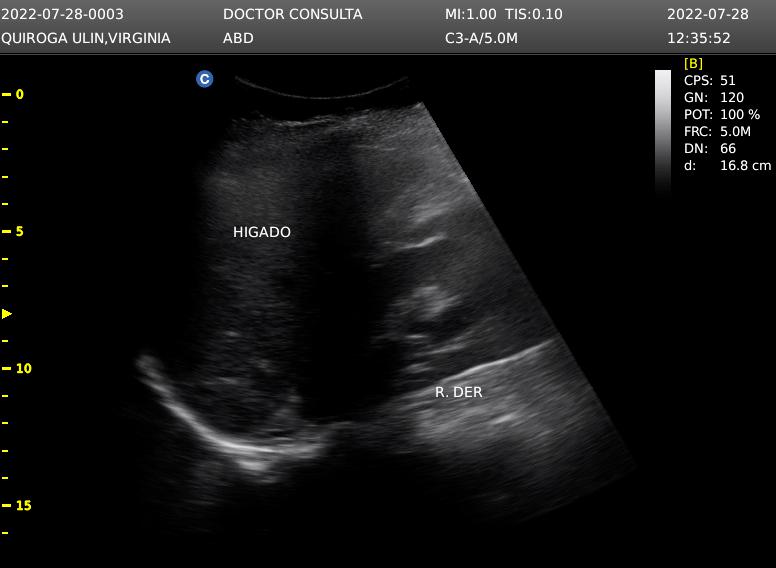 2022-07-28-0003 DOCTOR CONSULTA MI:1.00 TIS:0.10 2022-07-28
QUIROGA ULIN,VIRGINIA ABD C3-A/5.0M 12:35:52
[B]
C
CPS: 51
0
GN: 120
POT: 100 %
FRC: 5.0M
DN: 66
d: 16.8 cm
5
HIGADO
10
R. DER
15